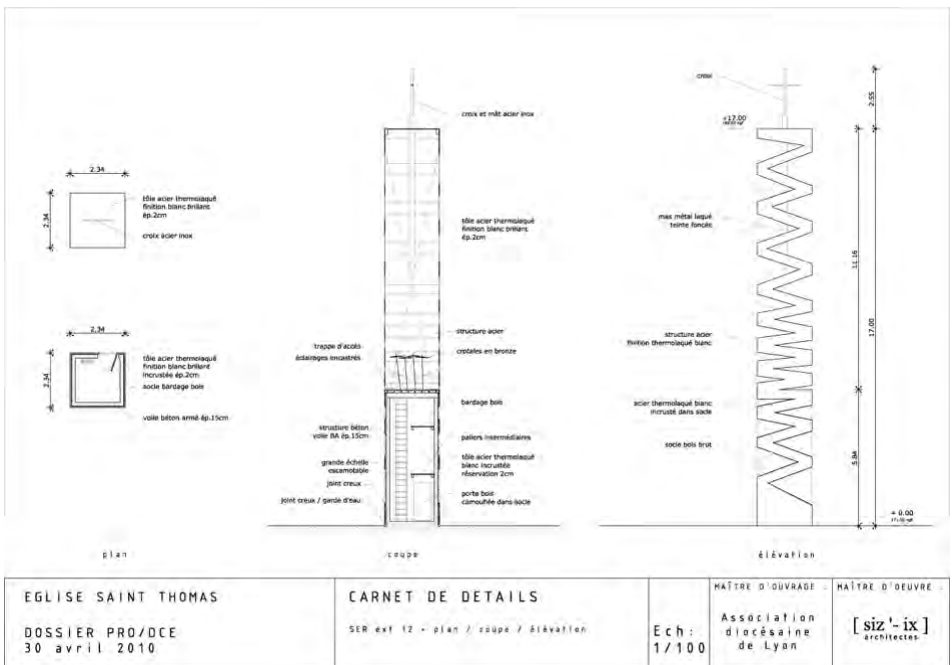 2.34
2.34
tôle acier thermolaqué
finition blanc brillant
ép.2cm
croix acier inox
2.34
2.34
tôle acier thermolaqué
finition blanc brillant
incrustée ép.2cm
socle bardage bois
voile béton armé ép.15cm
plan
croix et mât acier inox
tôle acier thermolaqué
finition blanc brillant
ép.2cm
structure acier
trappe d'accès
crotales en bronze
éclairages encastrés
bardage bois
structure béton
voile BA ép.15cm
paliers intermédiaires
grande échelle
escamotable
tôle acier thermolaqué
blanc incrustée
réservation 2cm
joint creux
joint creux / garde d'eau
porte bois
camouflée dans socle
coupe
croix
+17.00
2.55
mas métal laqué
teinte foncée
11.16
17.00
structure acier
finition thermolaqué blanc
acier thermolaqué blanc
incrusté dans socle
socle bois brut
5.84
+ 0.00
élévation
EGLISE SAINT THOMAS
DOSSIER PRO/DCE
30 avril 2010
CARNET DE DETAILS
SER ext 12 - plan / coupe / élévation
Ech:
1/100
MAÎTRE D'OUVRAGE .
Association
diocésaine
de Lyon
MAÎTRE D'OEUVRE .
[ siz'-ix ]
architectes